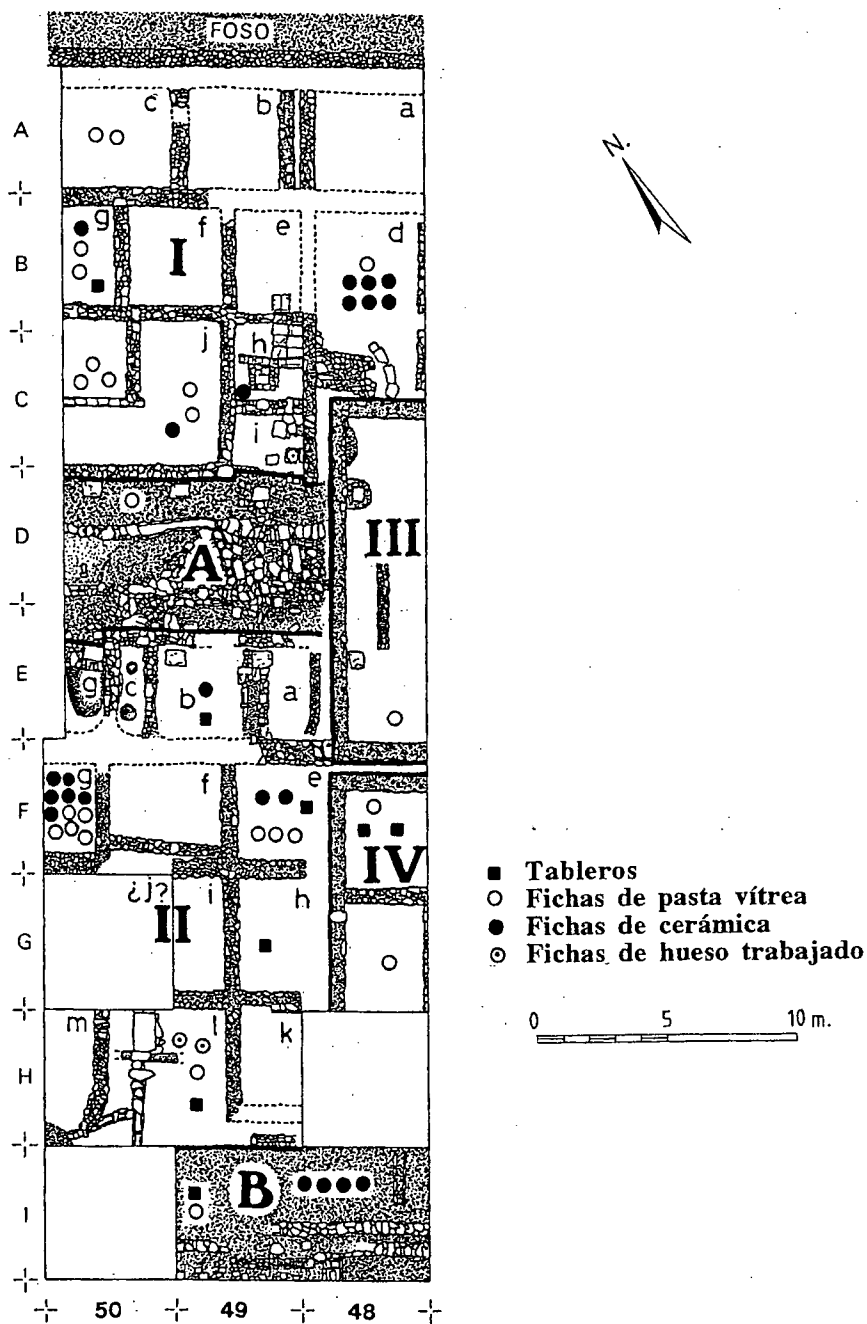 FOSO
c b a
A
N.
g f e d
I
B
j h
C
i
III
D
A
E
g c b a
g f e
F
IV
■ Tableros
¿j? i h
○ Fichas de pasta vítrea
II
● Fichas de cerámica
G
⊙ Fichas de hueso trabajado
m l k
0 5 10 m.
H
B
I
50 49 48